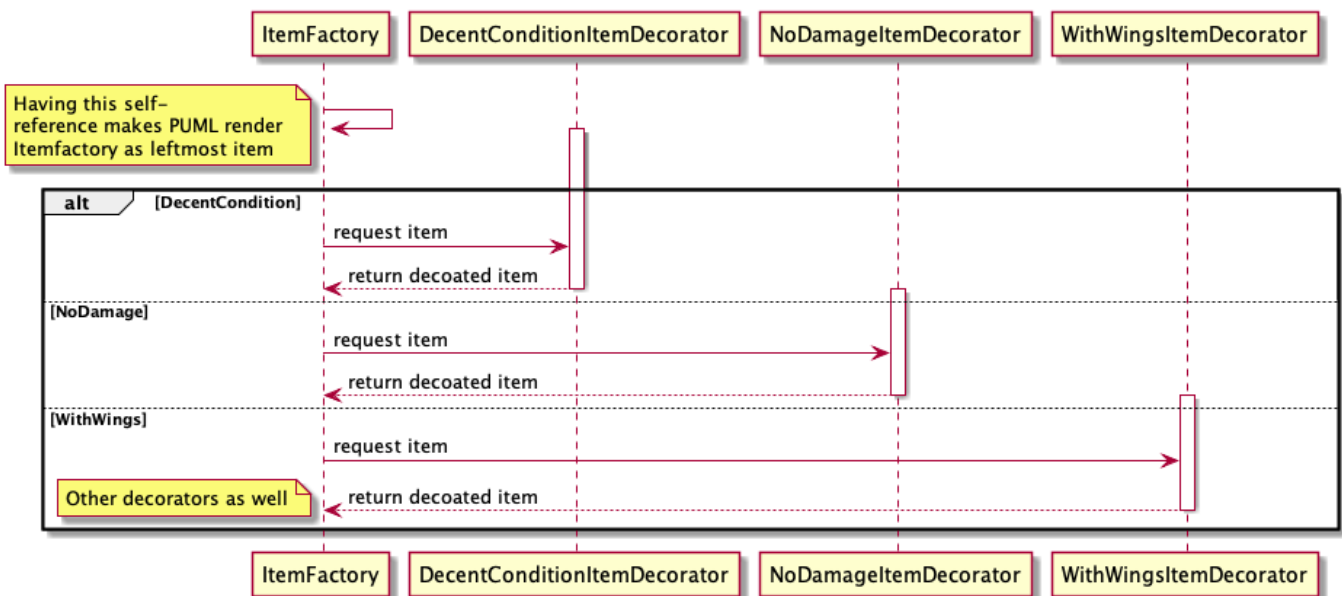 ItemFactory DecentConditionItemDecorator NoDamageItemDecorator WithWingsItemDecorator
Having this self-
reference makes PUML render
Itemfactory as leftmost item
alt [DecentCondition]
request item
return decoated item
[NoDamage]
request item
return decoated item
[WithWings]
request item
Other decorators as well return decoated item
ItemFactory DecentConditionItemDecorator NoDamageItemDecorator WithWingsItemDecorator